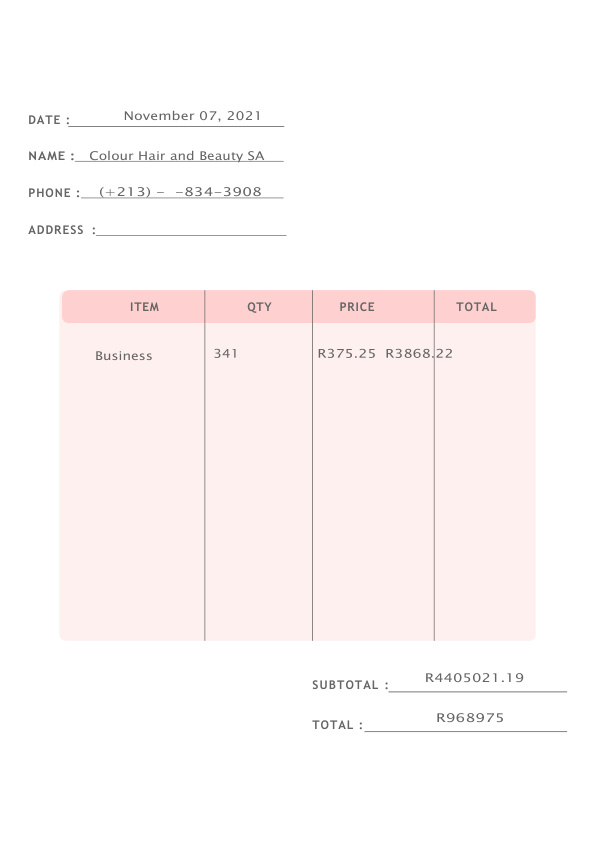 DATE : November 07, 2021
NAME : Colour Hair and Beauty SA
PHONE : (+213) – –834–3908
ADDRESS :
ITEM QTY PRICE TOTAL
Business 341 R375.25 R3868.22
SUBTOTAL : R4405021.19
TOTAL : R968975